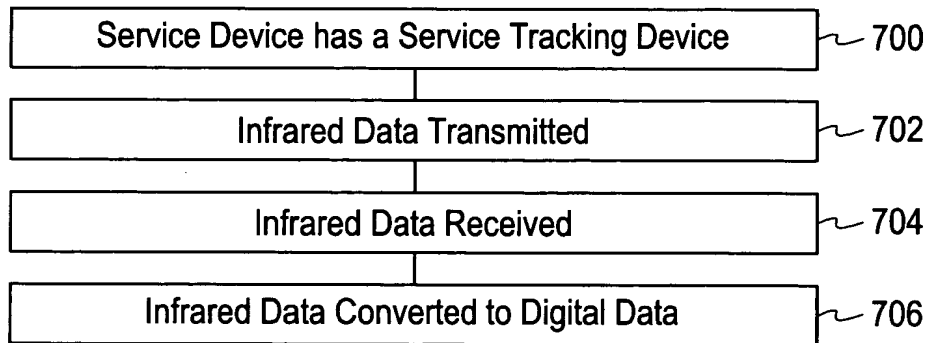 Service Device has a Service Tracking Device 700
Infrared Data Transmitted 702
Infrared Data Received 704
Infrared Data Converted to Digital Data 706